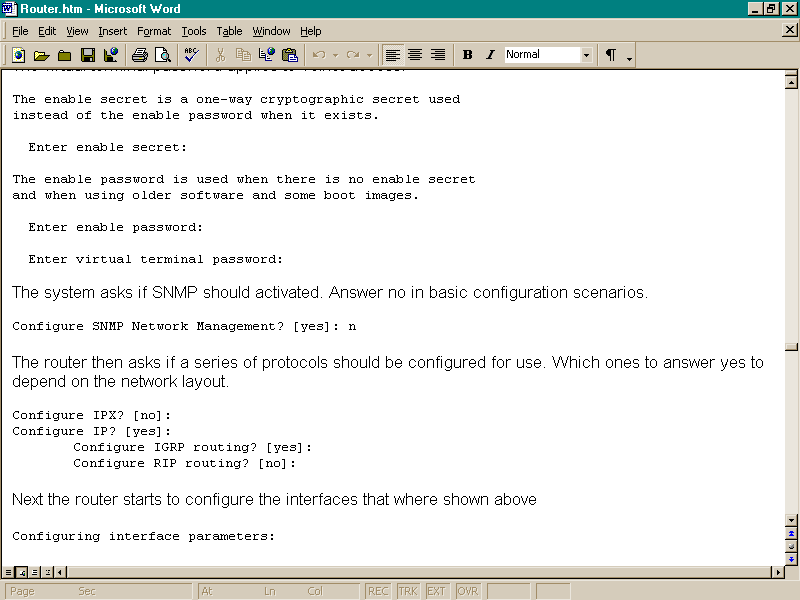 Router.htm - Microsoft Word
File Edit View Insert Format Tools Table Window Help
ABC
B I Normal ¶
The enable secret is a one-way cryptographic secret used
instead of the enable password when it exists.
Enter enable secret:
The enable password is used when there is no enable secret
and when using older software and some boot images.
Enter enable password:
Enter virtual terminal password:
The system asks if SNMP should activated. Answer no in basic configuration scenarios.
Configure SNMP Network Management? [yes]: n
The router then asks if a series of protocols should be configured for use. Which ones to answer yes to
depend on the network layout.
Configure IPX? [no]:
Configure IP? [yes]:
Configure IGRP routing? [yes]:
Configure RIP routing? [no]:
Next the router starts to configure the interfaces that where shown above
Configuring interface parameters:
Page Sec At Ln Col REC TRK EXT OVR